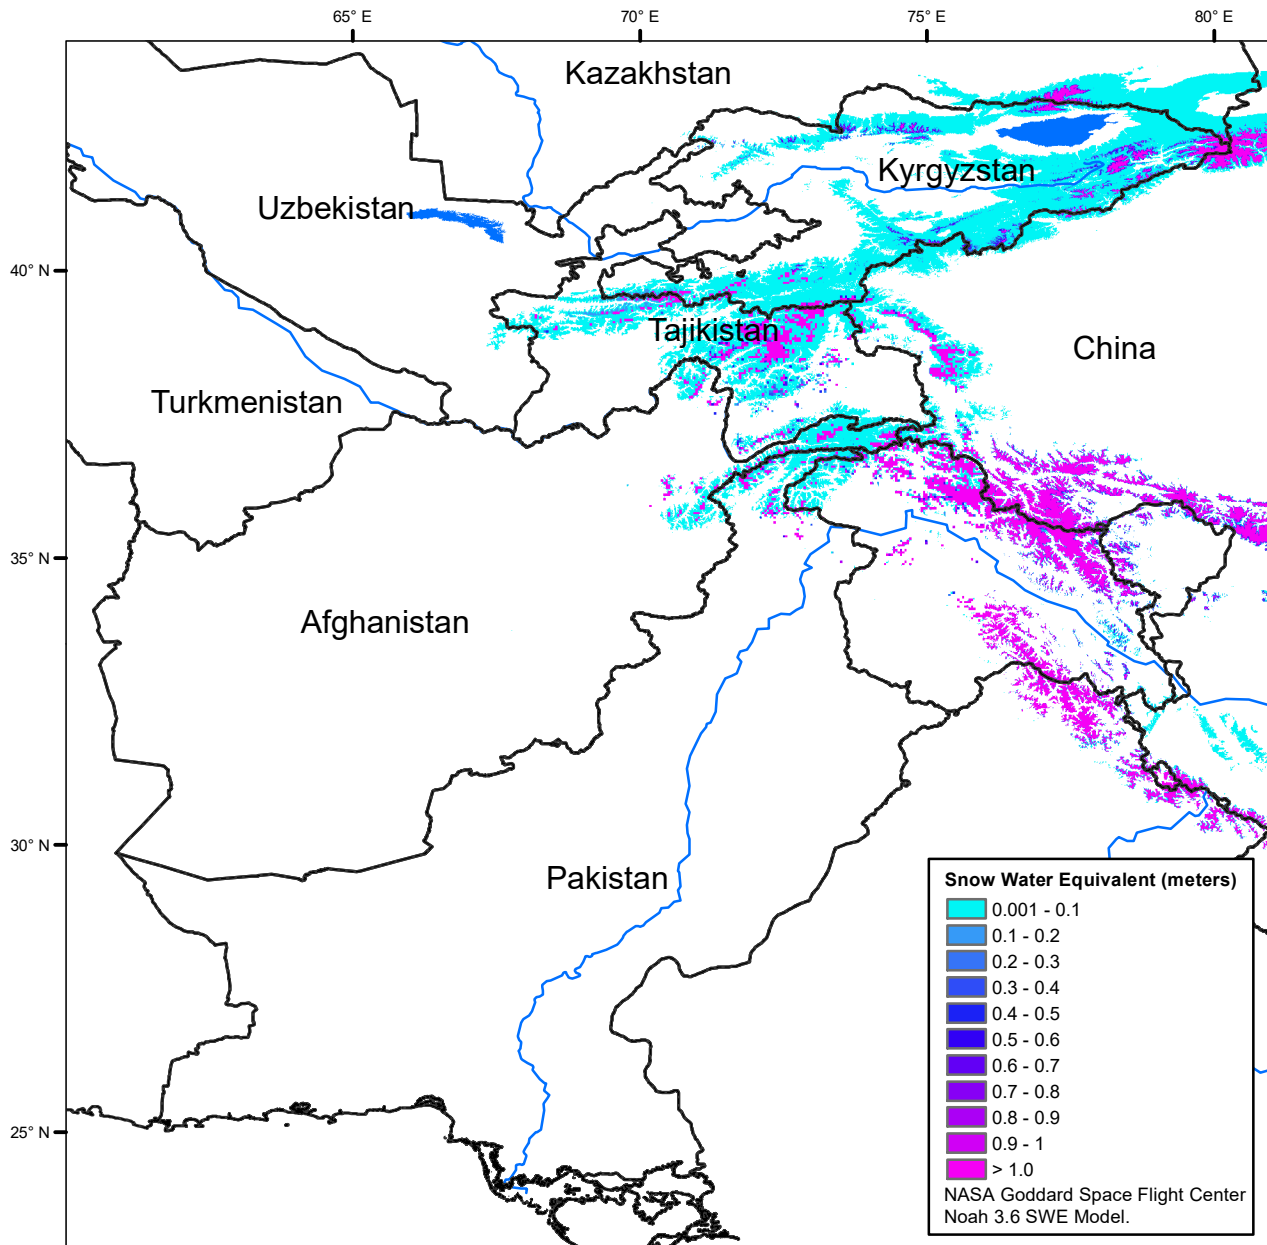 65° E
70° E
75° E
80° E
Kazakhstan
Kyrgyzstan
Uzbekistan
40° N
Tajikistan
China
Turkmenistan
35° N
Afghanistan
30° N
Pakistan
25° N
Snow Water Equivalent (meters)
0.001 - 0.1
0.1 - 0.2
0.2 - 0.3
0.3 - 0.4
0.4 - 0.5
0.5 - 0.6
0.6 - 0.7
0.7 - 0.8
0.8 - 0.9
0.9 - 1
> 1.0
NASA Goddard Space Flight Center
Noah 3.6 SWE Model.